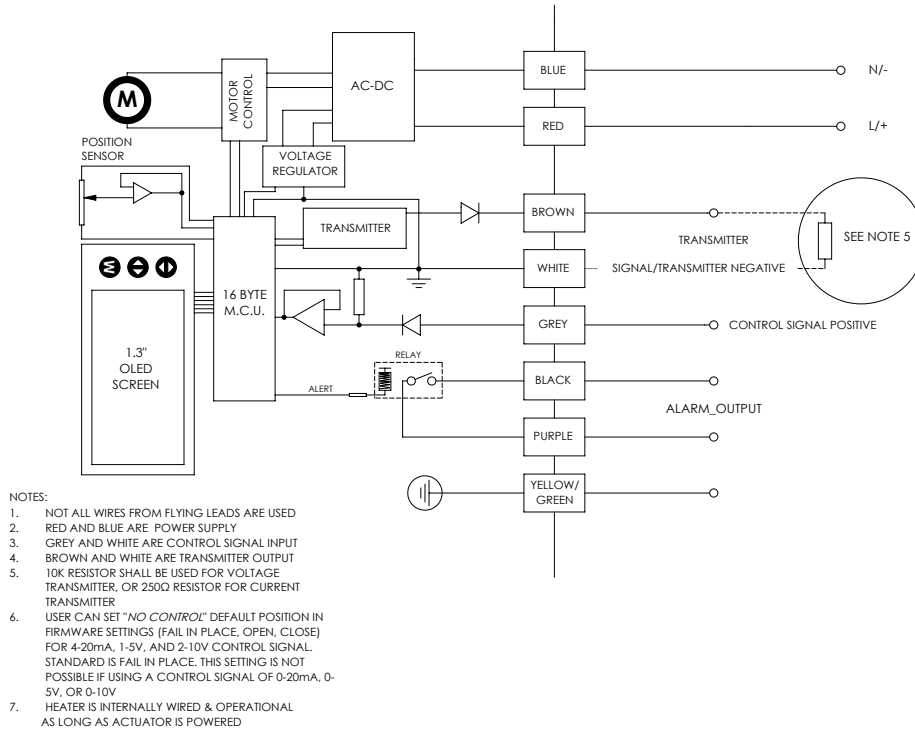 AC-DC
BLUE
N/-
M
MOTOR
CONTROL
RED
L/+
POSITION
SENSOR
VOLTAGE
REGULATOR
TRANSMITTER
BROWN
TRANSMITTER
SEE NOTE 5
WHITE
SIGNAL/TRANSMITTER NEGATIVE
16 BYTE
M.C.U.
GREY
CONTROL SIGNAL POSITIVE
1.3"
OLED
SCREEN
RELAY
ALERT
BLACK
ALARM_OUTPUT
PURPLE
YELLOW/
GREEN
NOTES:
1. NOT ALL WIRES FROM FLYING LEADS ARE USED
2. RED AND BLUE ARE POWER SUPPLY
3. GREY AND WHITE ARE CONTROL SIGNAL INPUT
4. BROWN AND WHITE ARE TRANSMITTER OUTPUT
5. 10K RESISTOR SHALL BE USED FOR VOLTAGE
TRANSMITTER, OR 250Ω RESISTOR FOR CURRENT
TRANSMITTER
6. USER CAN SET "NO CONTROL" DEFAULT POSITION IN
FIRMWARE SETTINGS (FAIL IN PLACE, OPEN, CLOSE)
FOR 4-20mA, 1-5V, AND 2-10V CONTROL SIGNAL.
STANDARD IS FAIL IN PLACE. THIS SETTING IS NOT
POSSIBLE IF USING A CONTROL SIGNAL OF 0-20mA, 0-
5V, OR 0-10V
7. HEATER IS INTERNALLY WIRED & OPERATIONAL
AS LONG AS ACTUATOR IS POWERED